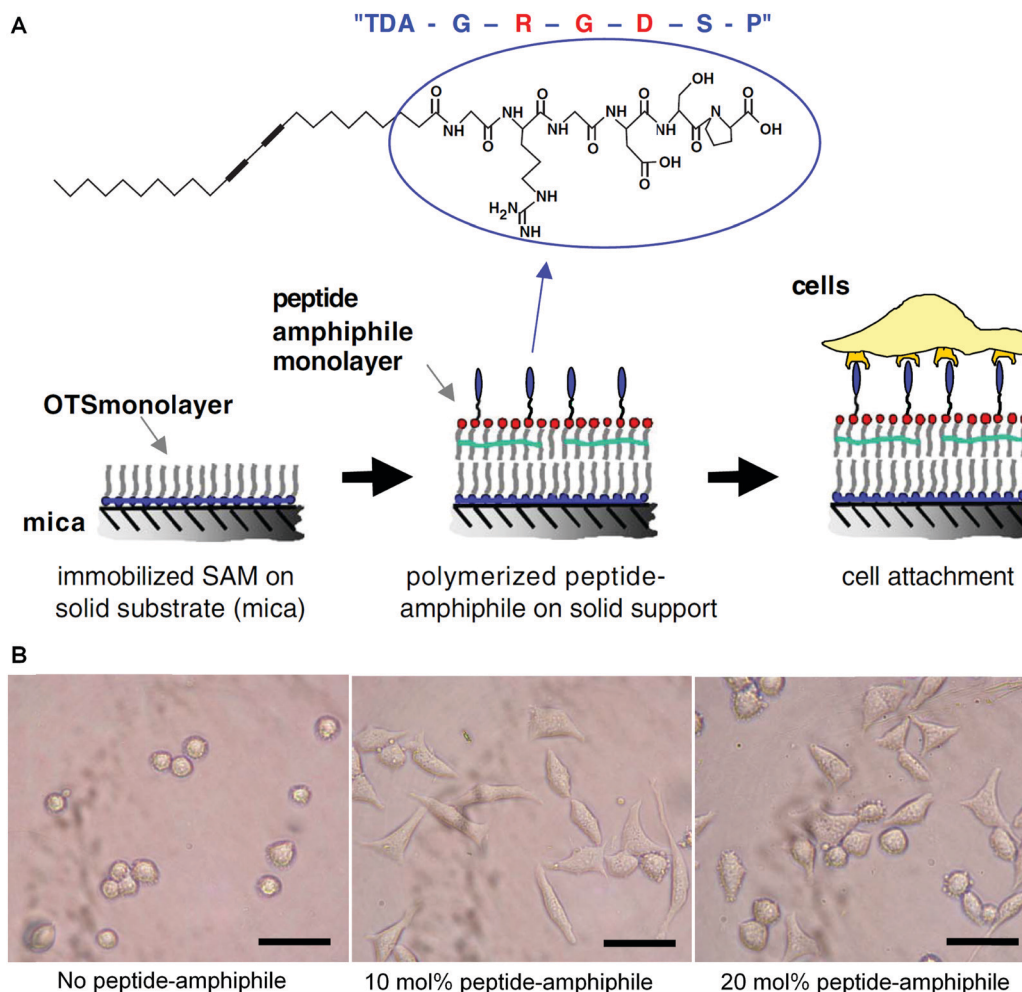 A
"TDA - G – R – G – D – S - P"
O
O
O
OH
O
NH
NH
NH
N
OH
NH
NH
O
O
O
O
OH
O
NH
H2N
NH
peptide
amphiphile
monolayer
cells
OTSmonolayer
mica
immobilized SAM on
solid substrate (mica)
polymerized peptide-
amphiphile on solid support
cell attachment
B
No peptide-amphiphile
10 mol% peptide-amphiphile
20 mol% peptide-amphiphile